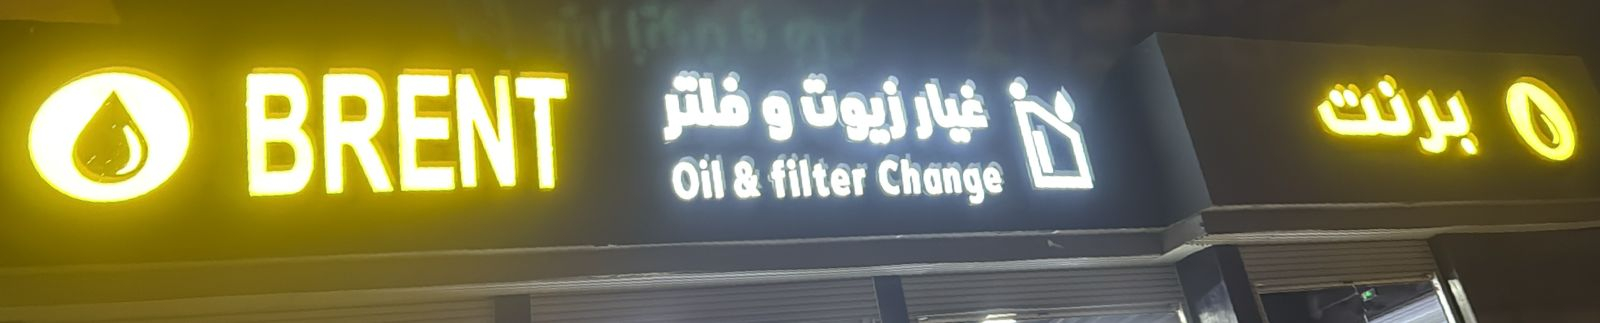 BRENT
غيار زيوت و فلتر
Oil & filter Change
برنت